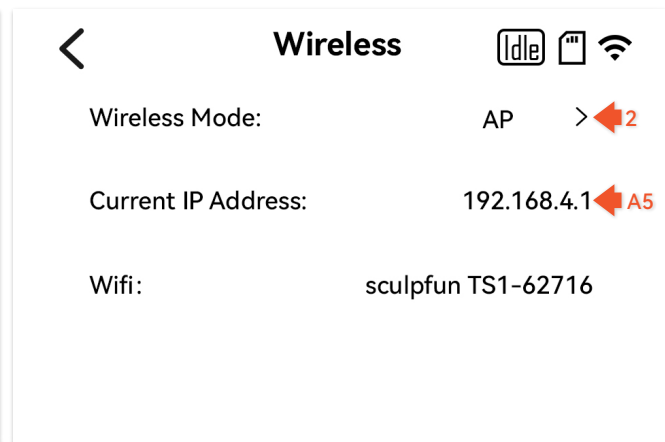 Wireless Idle
Wireless Mode: AP > 2
Current IP Address: 192.168.4.1 A5
Wifi: sculpfun TS1-62716